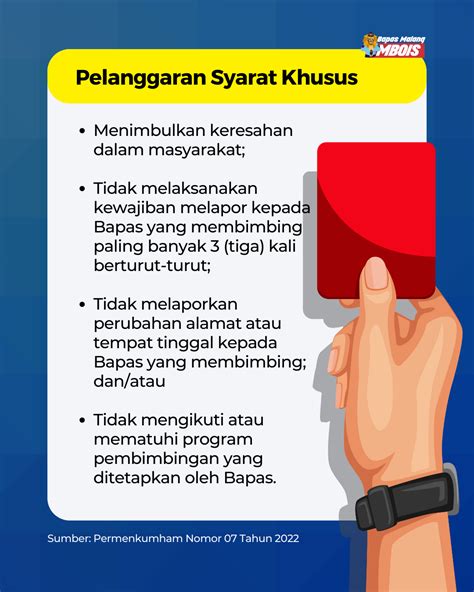 Bapas Malang
MBOIS
Pelanggaran Syarat Khusus
• Menimbulkan keresahan
dalam masyarakat;
• Tidak melaksanakan
kewajiban melapor kepada
Bapas yang membimbing
paling banyak 3 (tiga) kali
berturut-turut;
• Tidak melaporkan
perubahan alamat atau
tempat tinggal kepada
Bapas yang membimbing;
dan/atau
• Tidak mengikuti atau
mematuhi program
pembimbingan yang
ditetapkan oleh Bapas.
Sumber: Permenkumham Nomor 07 Tahun 2022